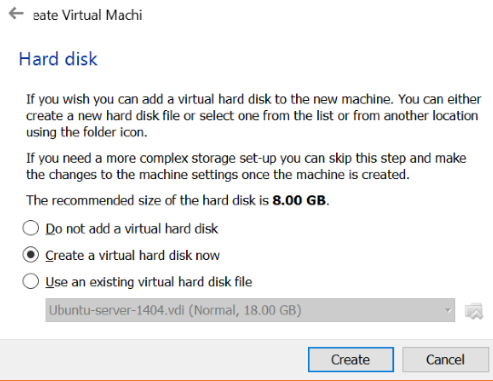 eate Virtual Machi
Hard disk
If you wish you can add a virtual hard disk to the new machine. You can either
create a new hard disk file or select one from the list or from another location
using the folder icon.
If you need a more complex storage set-up you can skip this step and make
the changes to the machine settings once the machine is created.
The recommended size of the hard disk is 8.00 GB.
Do not add a virtual hard disk
Create a virtual hard disk now
Use an existing virtual hard disk file
Ubuntu-server-1404.vdi (Normal, 18.00 GB)
Create Cancel